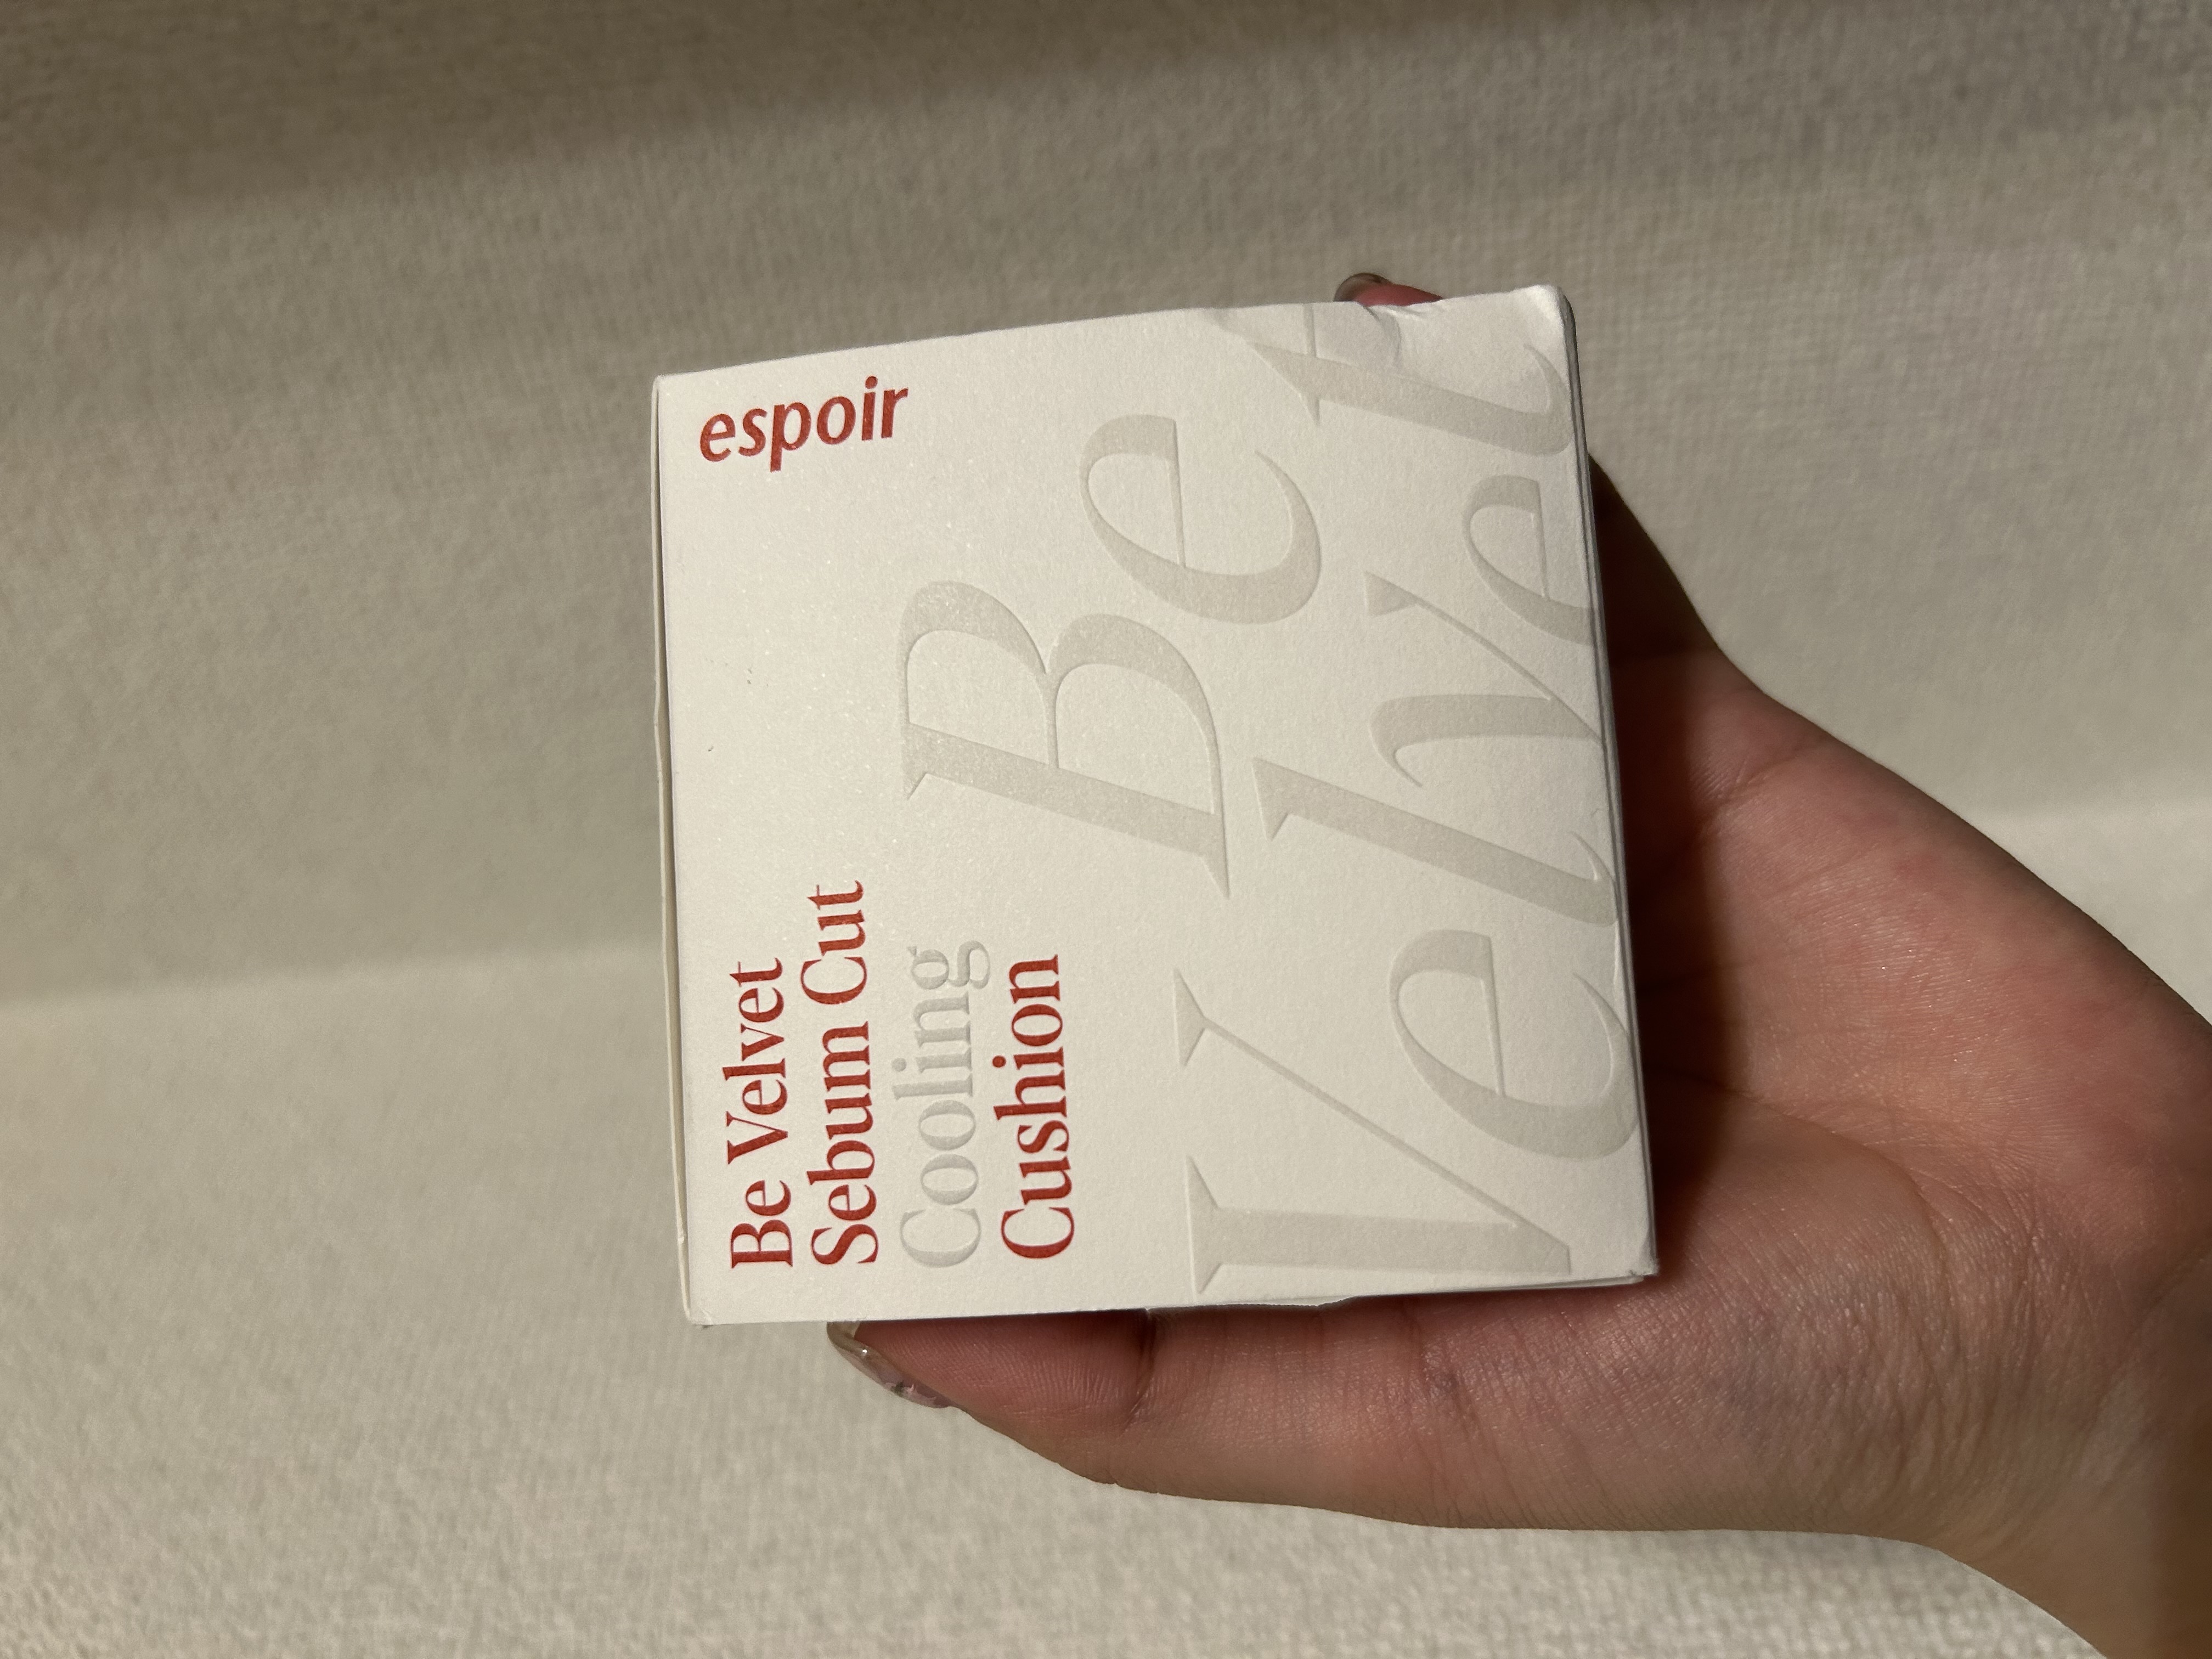 espoir
Be Velvet
Sebum Cut
Cooling
Cushion
Be
Velvet